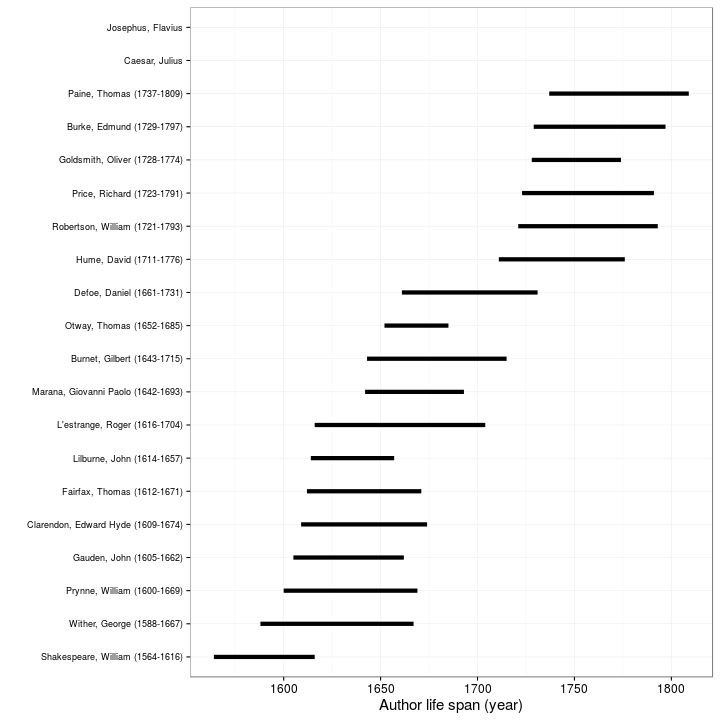 Josephus, Flavius
Caesar, Julius
Paine, Thomas (1737-1809)
Burke, Edmund (1729-1797)
Goldsmith, Oliver (1728-1774)
Price, Richard (1723-1791)
Robertson, William (1721-1793)
Hume, David (1711-1776)
Defoe, Daniel (1661-1731)
Otway, Thomas (1652-1685)
Burnet, Gilbert (1643-1715)
Marana, Giovanni Paolo (1642-1693)
L'estrange, Roger (1616-1704)
Lilburne, John (1614-1657)
Fairfax, Thomas (1612-1671)
Clarendon, Edward Hyde (1609-1674)
Gauden, John (1605-1662)
Prynne, William (1600-1669)
Wither, George (1588-1667)
Shakespeare, William (1564-1616)
1600 1650 1700 1750 1800
Author life span (year)